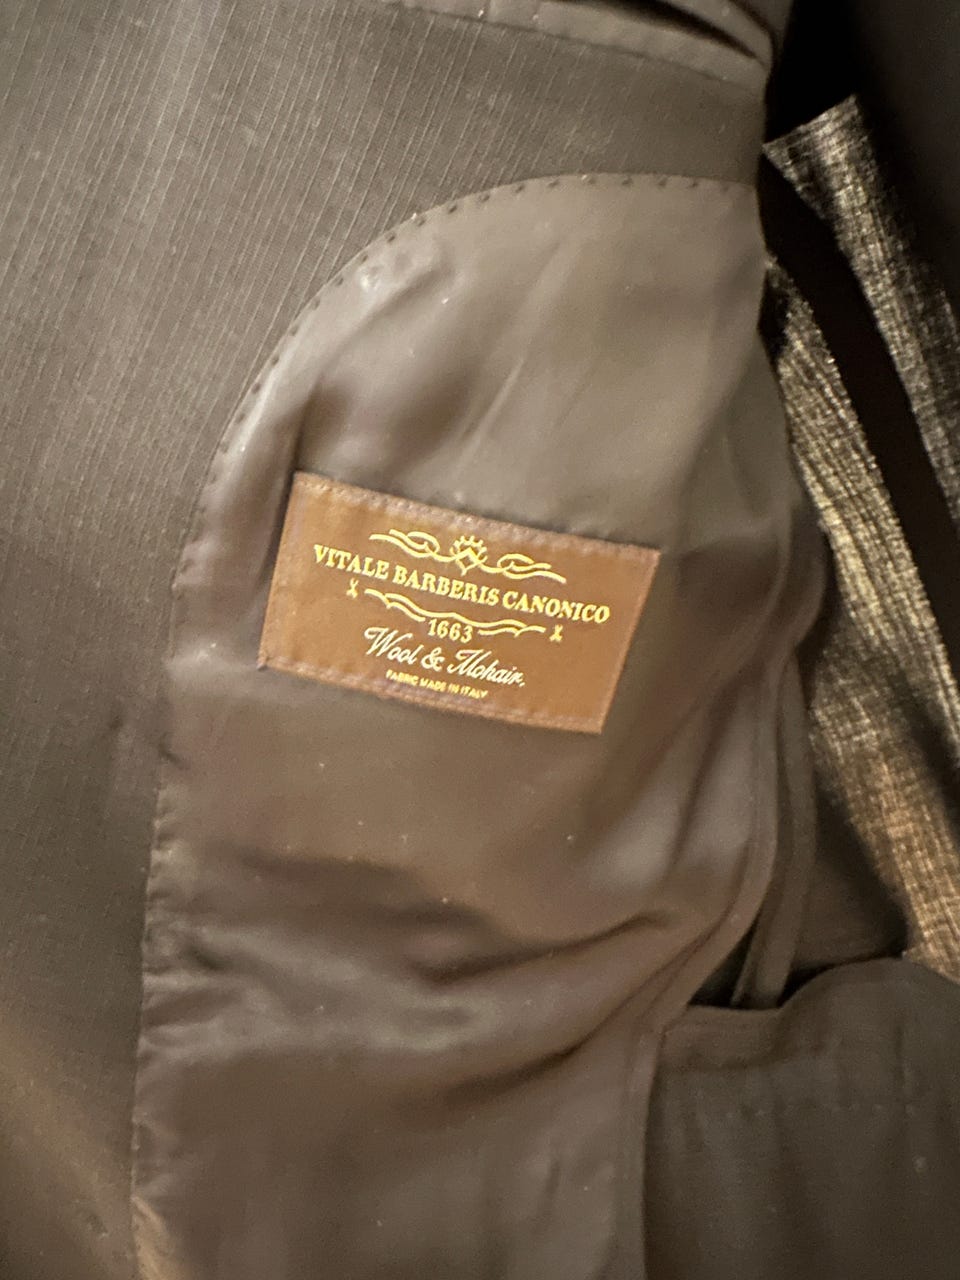 VITALE BARBERIS CANONICO
1663
Wool & Mohair.
FABRIC MADE IN ITALY